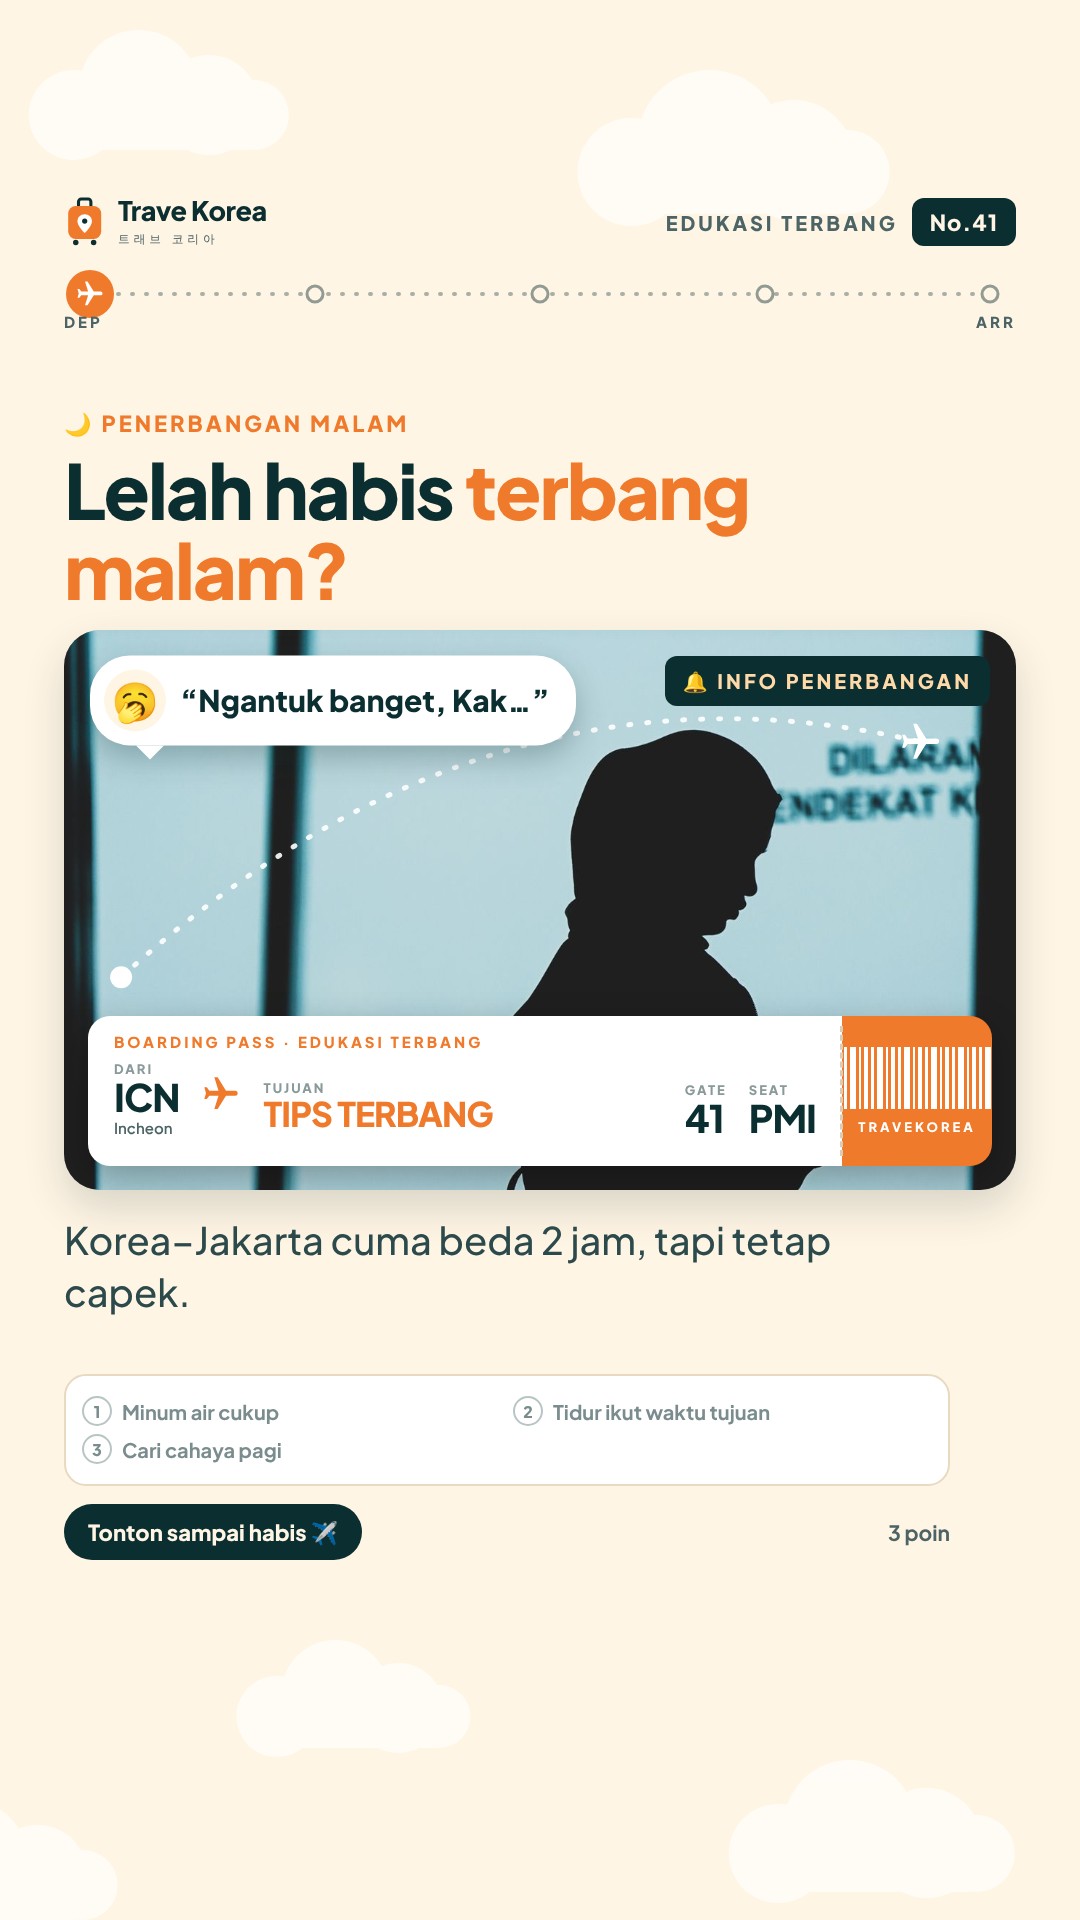 Trave Korea
트래브 코리아
EDUKASI TERBANG
No.41
DEP
ARR
🌙 PENERBANGAN MALAM
Lelah habis terbang
malam?
“Ngantuk banget, Kak…”
🔔 INFO PENERBANGAN
DILARAN
ENDEKAT K
BOARDING PASS · EDUKASI TERBANG
DARI
ICN
Incheon
TUJUAN
TIPS TERBANG
GATE
41
SEAT
PMI
TRAVEKOREA
Korea–Jakarta cuma beda 2 jam, tapi tetap
capek.
1 Minum air cukup
2 Tidur ikut waktu tujuan
3 Cari cahaya pagi
Tonton sampai habis ✈️
3 poin